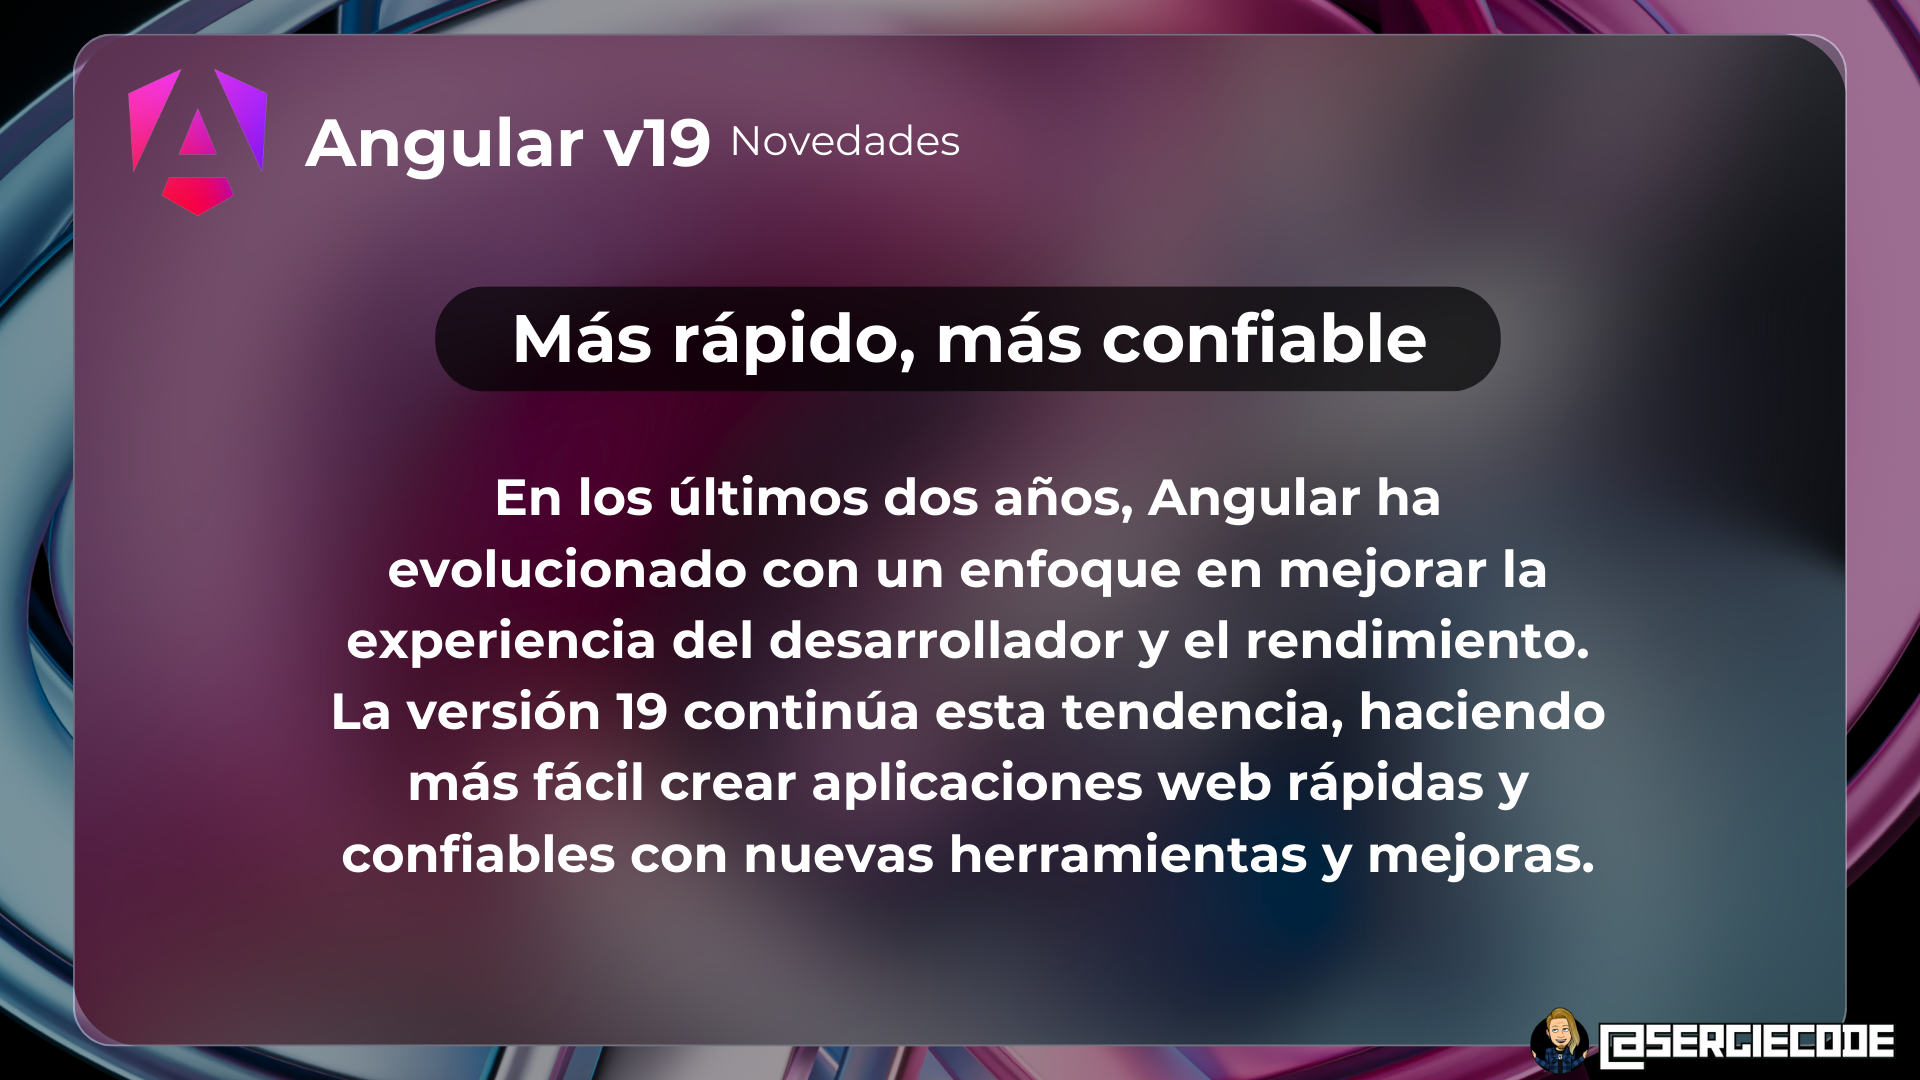 Angular v19 Novedades
Más rápido, más confiable
En los últimos dos años, Angular ha
evolucionado con un enfoque en mejorar la
experiencia del desarrollador y el rendimiento.
La versión 19 continúa esta tendencia, haciendo
más fácil crear aplicaciones web rápidas y
confiables con nuevas herramientas y mejoras.
@SERGIECODE